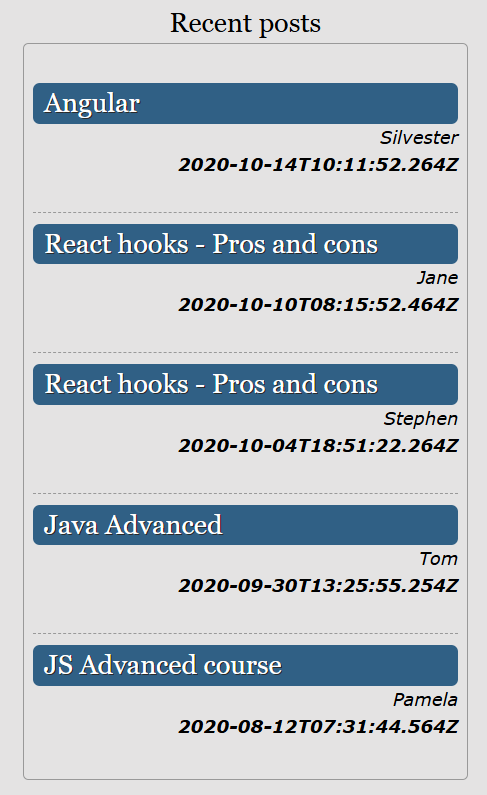 Recent posts
Angular
Silvester
2020-10-14T10:11:52.264Z
React hooks - Pros and cons
Jane
2020-10-10T08:15:52.464Z
React hooks - Pros and cons
Stephen
2020-10-04T18:51:22.264Z
Java Advanced
Tom
2020-09-30T13:25:55.254Z
JS Advanced course
Pamela
2020-08-12T07:31:44.564Z